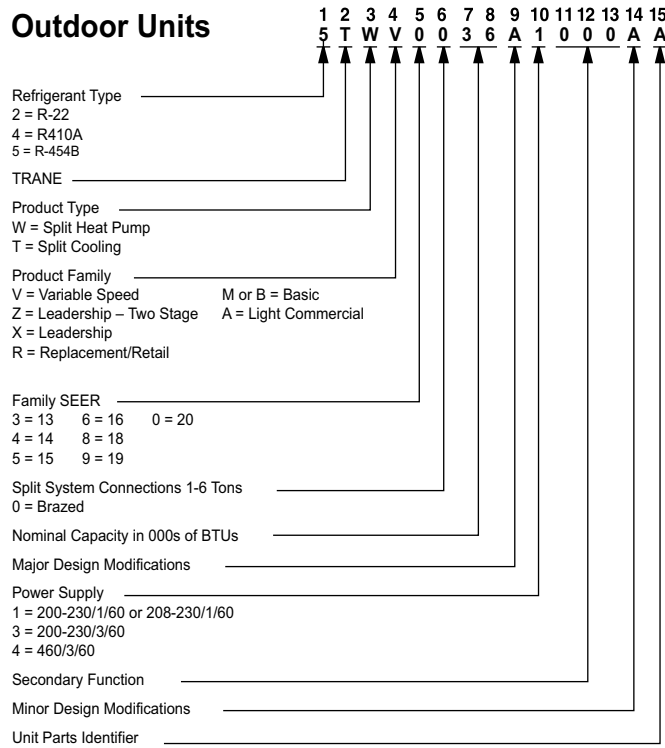 Outdoor Units
1 2 3 4 5 6 7 8 9 10 11 12 13 14 15
5 T W V 0 0 3 6 A 1 0 0 0 A A
Refrigerant Type
2 = R-22
4 = R410A
5 = R-454B
TRANE
Product Type
W = Split Heat Pump
T = Split Cooling
Product Family
V = Variable Speed M or B = Basic
Z = Leadership – Two Stage A = Light Commercial
X = Leadership
R = Replacement/Retail
Family SEER
3 = 13 6 = 16 0 = 20
4 = 14 8 = 18
5 = 15 9 = 19
Split System Connections 1-6 Tons
0 = Brazed
Nominal Capacity in 000s of BTUs
Major Design Modifications
Power Supply
1 = 200-230/1/60 or 208-230/1/60
3 = 200-230/3/60
4 = 460/3/60
Secondary Function
Minor Design Modifications
Unit Parts Identifier